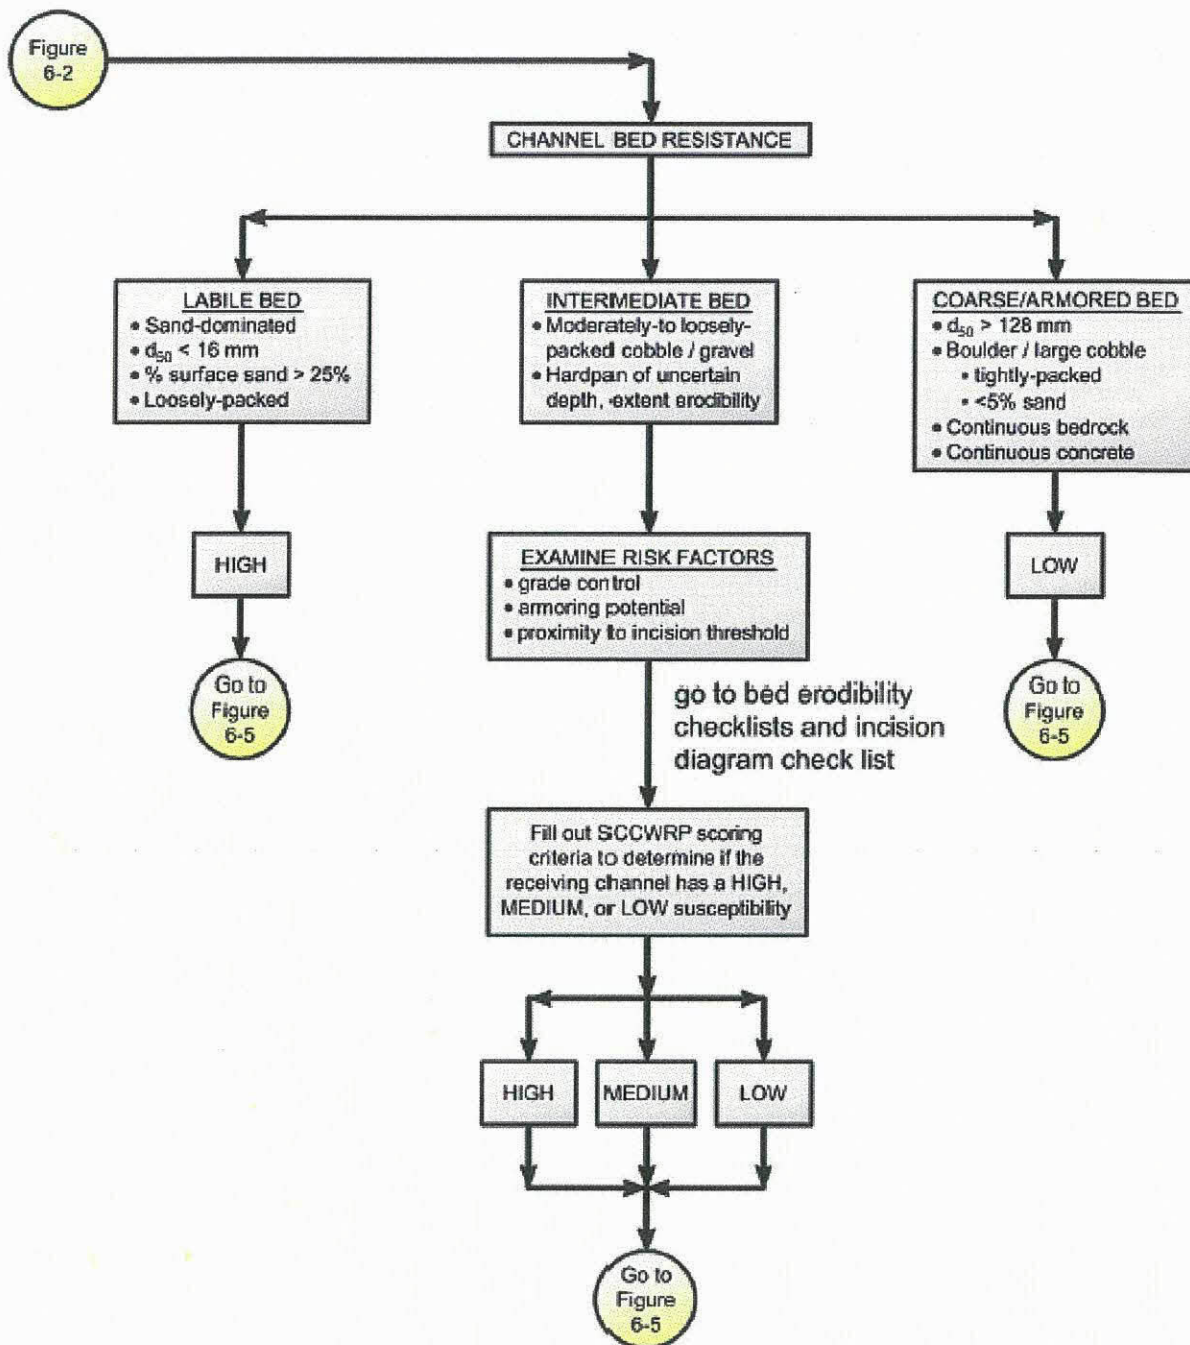 Figure
6-2
CHANNEL BED RESISTANCE
LABILE BED
• Sand-dominated
• d₅₀ < 16 mm
• % surface sand > 25%
• Loosely-packed
HIGH
Go to
Figure
6-5
INTERMEDIATE BED
• Moderately-to loosely-
packed cobble / gravel
• Hardpan of uncertain
depth, extent erodibility
EXAMINE RISK FACTORS
• grade control
• armoring potential
• proximity to incision threshold
go to bed erodibility
checklists and incision
diagram check list
Fill out SCCWRP scoring
criteria to determine if the
receiving channel has a HIGH,
MEDIUM, or LOW susceptibility
HIGH
MEDIUM
LOW
Go to
Figure
6-5
COARSE/ARMORED BED
• d₅₀ > 128 mm
• Boulder / large cobble
• tightly-packed
• <5% sand
• Continuous bedrock
• Continuous concrete
LOW
Go to
Figure
6-5